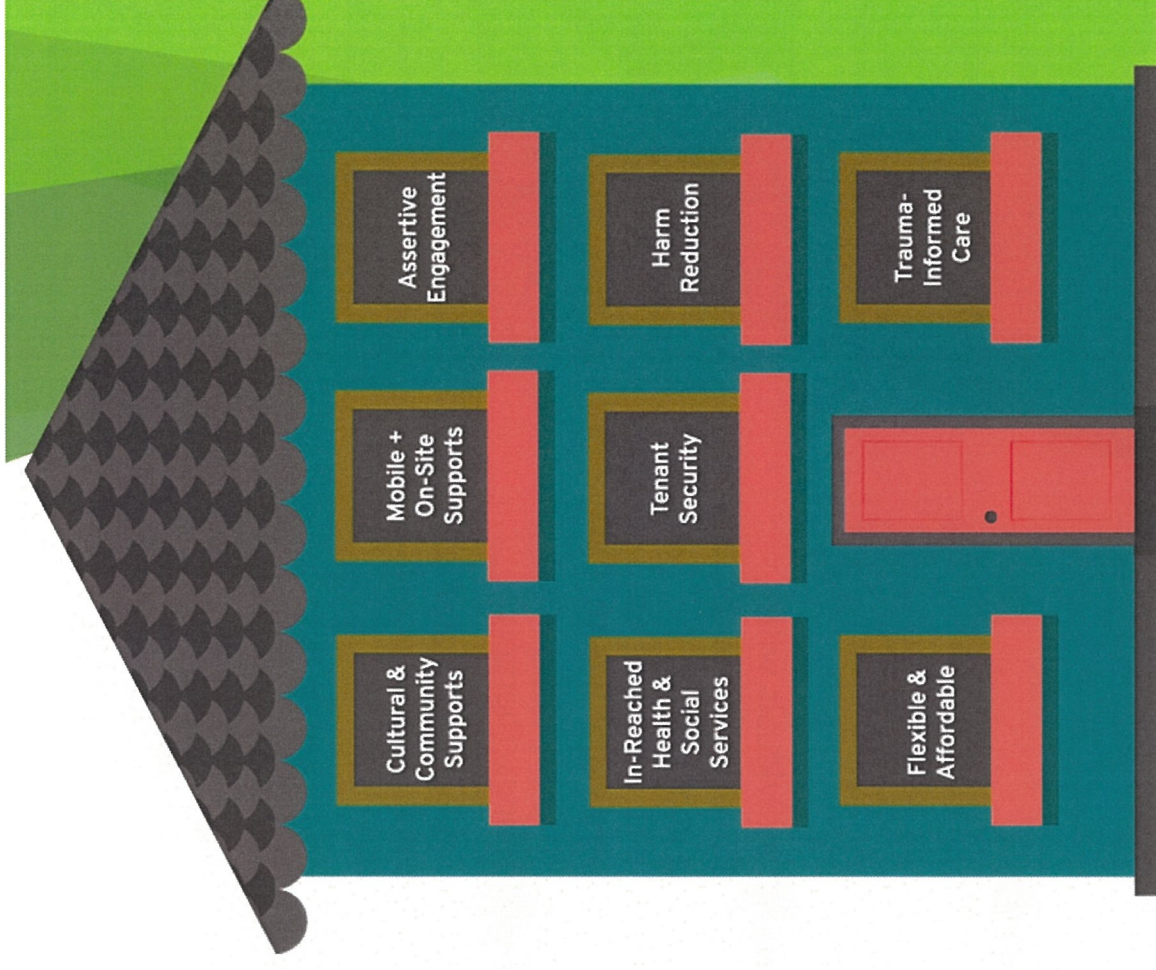 Cultural &
Community
Supports
Mobile +
On-Site
Supports
Assertive
Engagement
In-Reached
Health &
Social
Services
Tenant
Security
Harm
Reduction
Flexible &
Affordable
Trauma-
Informed
Care